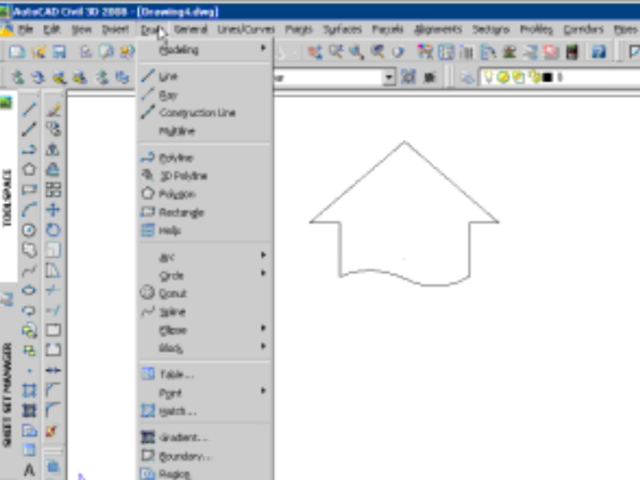 AutoCAD Civil 3D 2008 - [Drawing4.dwg]
File Edit View Insert Draw General Lines/Curves Points Surfaces Parcels Alignments Sections Profiles Corridors Pipes
Modeling
Line
Ray
Construction Line
Multiline
Polyline
3D Polyline
Polygon
Rectangle
Helix
Arc
Circle
Donut
Spline
Ellipse
Block
Table...
Point
Hatch...
Gradient...
Boundary...
Region
TOOLSPACE
SHEET SET MANAGER
A